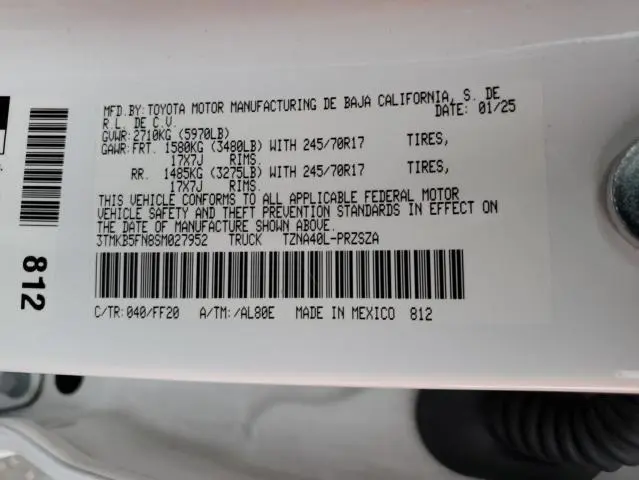 MFD.BY:TOYOTA MOTOR MANUFACTURING DE BAJA CALIFORNIA, S. DE
R. L. DE C. V. DATE: 01/25
GVWR: 2710KG (5970LB)
GAWR: FRT. 1580KG (3480LB) WITH 245/70R17 TIRES,
17X7J RIMS.
RR. 1485KG (3275LB) WITH 245/70R17 TIRES,
17X7J RIMS.
THIS VEHICLE CONFORMS TO ALL APPLICABLE FEDERAL MOTOR
VEHICLE SAFETY AND THEFT PREVENTION STANDARDS IN EFFECT ON
THE DATE OF MANUFACTURE SHOWN ABOVE.
3TMKB5FN8SM027952 TRUCK TZNA40L-PRZSZA
C/TR:040/FF20 A/TM:/AL80E MADE IN MEXICO 812
812